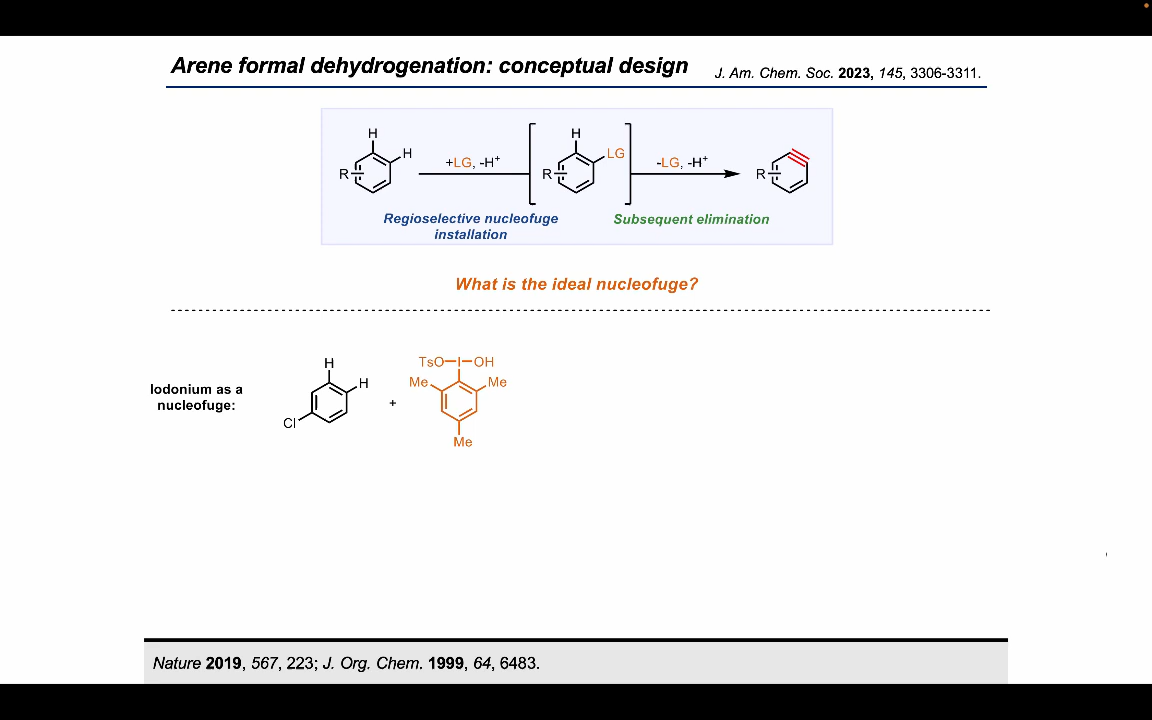 Arene formal dehydrogenation: conceptual design
J. Am. Chem. Soc. 2023, 145, 3306-3311.
H
H
R
+LG, -H+
H
LG
R
-LG, -H+
R
Regioselective nucleofuge
installation
Subsequent elimination
What is the ideal nucleofuge?
Iodonium as a
nucleofuge:
H
H
Cl
+
TsO I OH
Me Me
Me
Nature 2019, 567, 223; J. Org. Chem. 1999, 64, 6483.